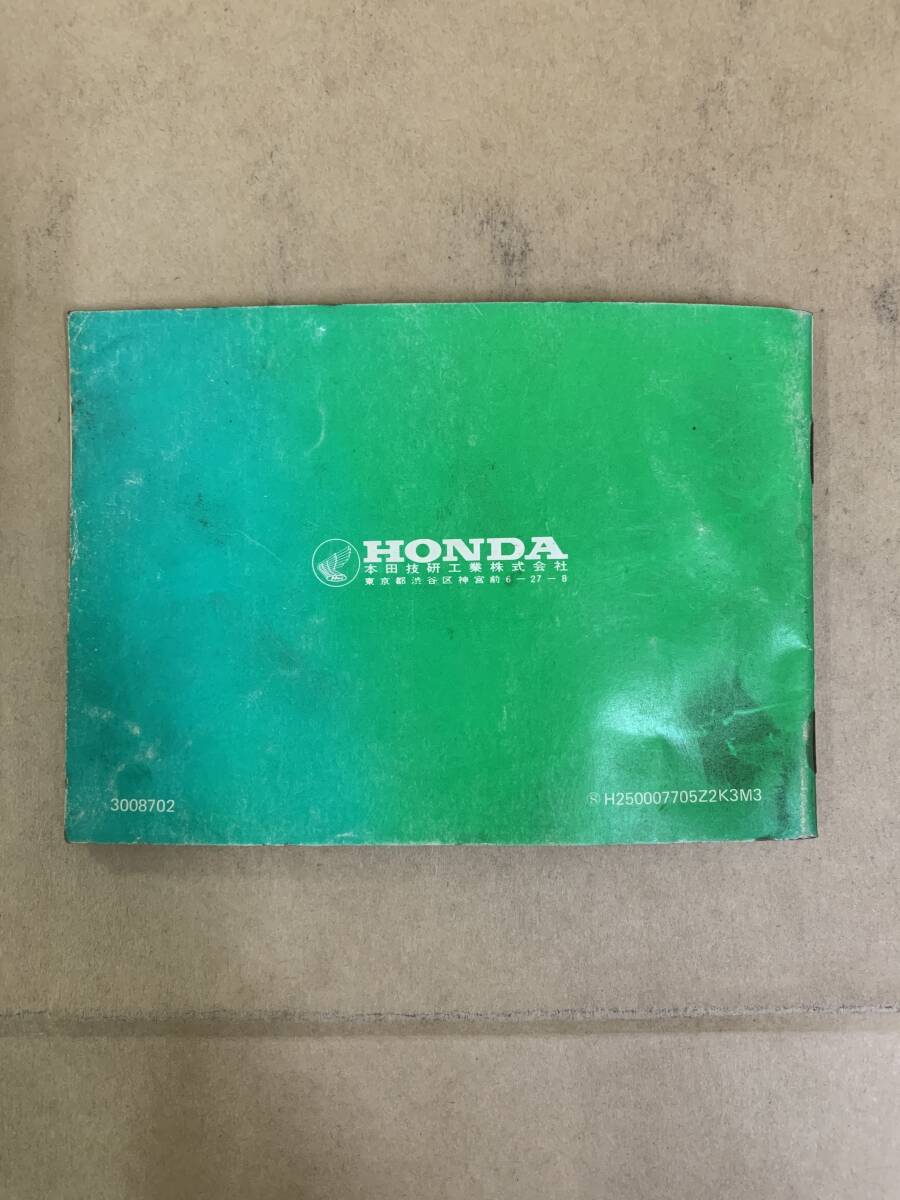 HONDA
本田技研工業株式会社
東京都渋谷区神宮前6-27-8
3008702
Ⓢ H250007705Z2K3M3